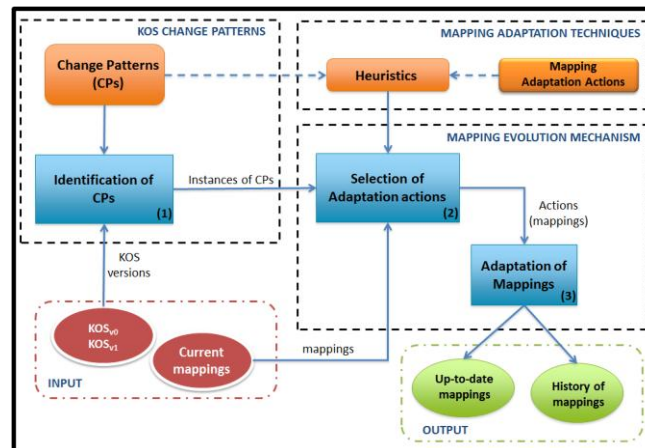 KOS CHANGE PATTERNS
MAPPING ADAPTATION TECHNIQUES
Change Patterns
(CPs)
Heuristics
Mapping
Adaptation Actions
MAPPING EVOLUTION MECHANISM
Identification of
CPs
(1)
Instances of CPs
Selection of
Adaptation actions
(2)
Actions
(mappings)
KOS
versions
Adaptation of
Mappings
(3)
KOSv0
KOSv1
Current
mappings
mappings
INPUT
Up-to-date
mappings
History of
mappings
OUTPUT